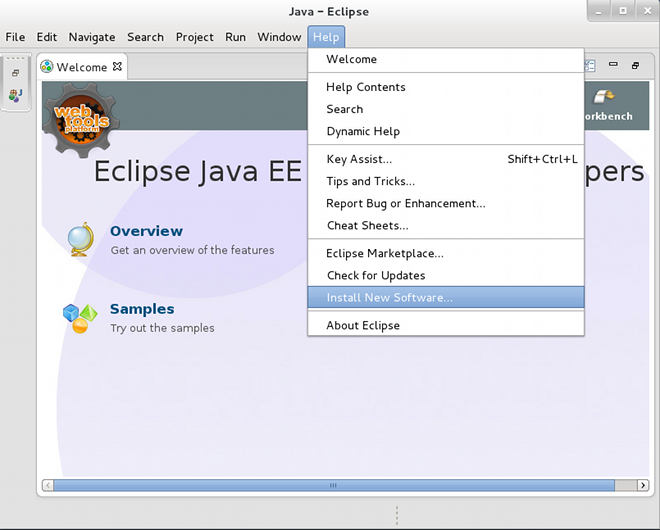 Java – Eclipse
File Edit Navigate Search Project Run Window Help
Welcome
Welcome
Help Contents
Search
Dynamic Help
Key Assist... Shift+Ctrl+L
Tips and Tricks...
Report Bug or Enhancement...
Cheat Sheets...
Eclipse Marketplace...
Check for Updates
Install New Software...
About Eclipse
web
tools
platform
orkbench
Eclipse Java EE pers
Overview
Get an overview of the features
Samples
Try out the samples